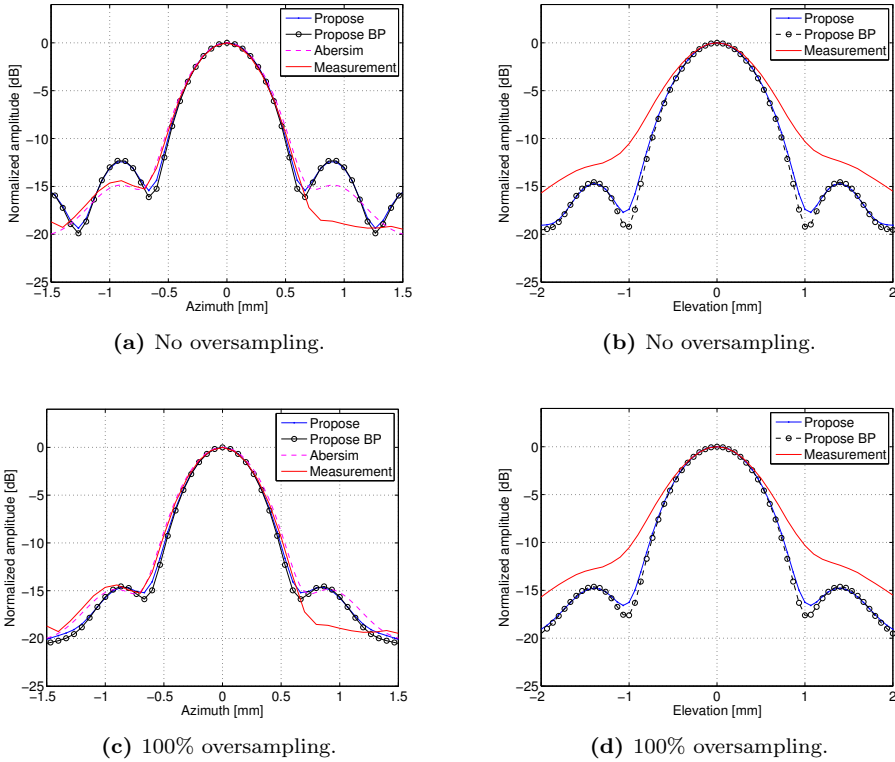 Normalized amplitude [dB]
0
−5
−10
−15
−20
−25
−1.5
−1
−0.5
0
0.5
1
1.5
Azimuth [mm]
Propose
Propose BP
Abersim
Measurement
(a) No oversampling.
Normalized amplitude [dB]
0
−5
−10
−15
−20
−25
−2
−1
0
1
2
Elevation [mm]
Propose
Propose BP
Measurement
(b) No oversampling.
Normalized amplitude [dB]
0
−5
−10
−15
−20
−25
−1.5
−1
−0.5
0
0.5
1
1.5
Azimuth [mm]
Propose
Propose BP
Abersim
Measurement
(c) 100% oversampling.
Normalized amplitude [dB]
0
−5
−10
−15
−20
−25
−2
−1
0
1
2
Elevation [mm]
Propose
Propose BP
Measurement
(d) 100% oversampling.